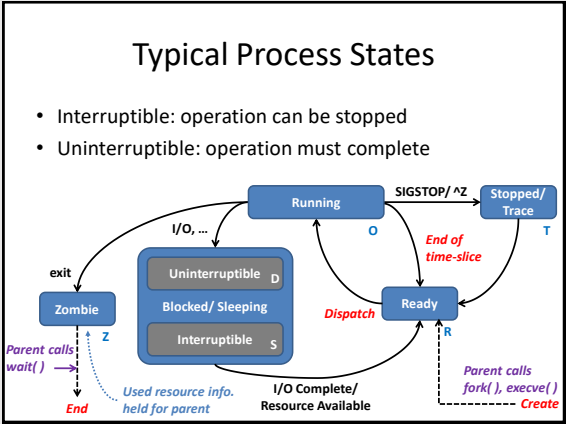 Typical Process States
• Interruptible: operation can be stopped
• Uninterruptible: operation must complete
Running
SIGSTOP/ ^Z
Stopped/
Trace
O
T
I/O, ...
End of
time-slice
exit
Uninterruptible
D
Blocked/ Sleeping
Interruptible
S
Zombie
Z
Dispatch
Ready
R
Parent calls
wait( )
End
Used resource info.
held for parent
I/O Complete/
Resource Available
Parent calls
fork( ), execve( )
Create